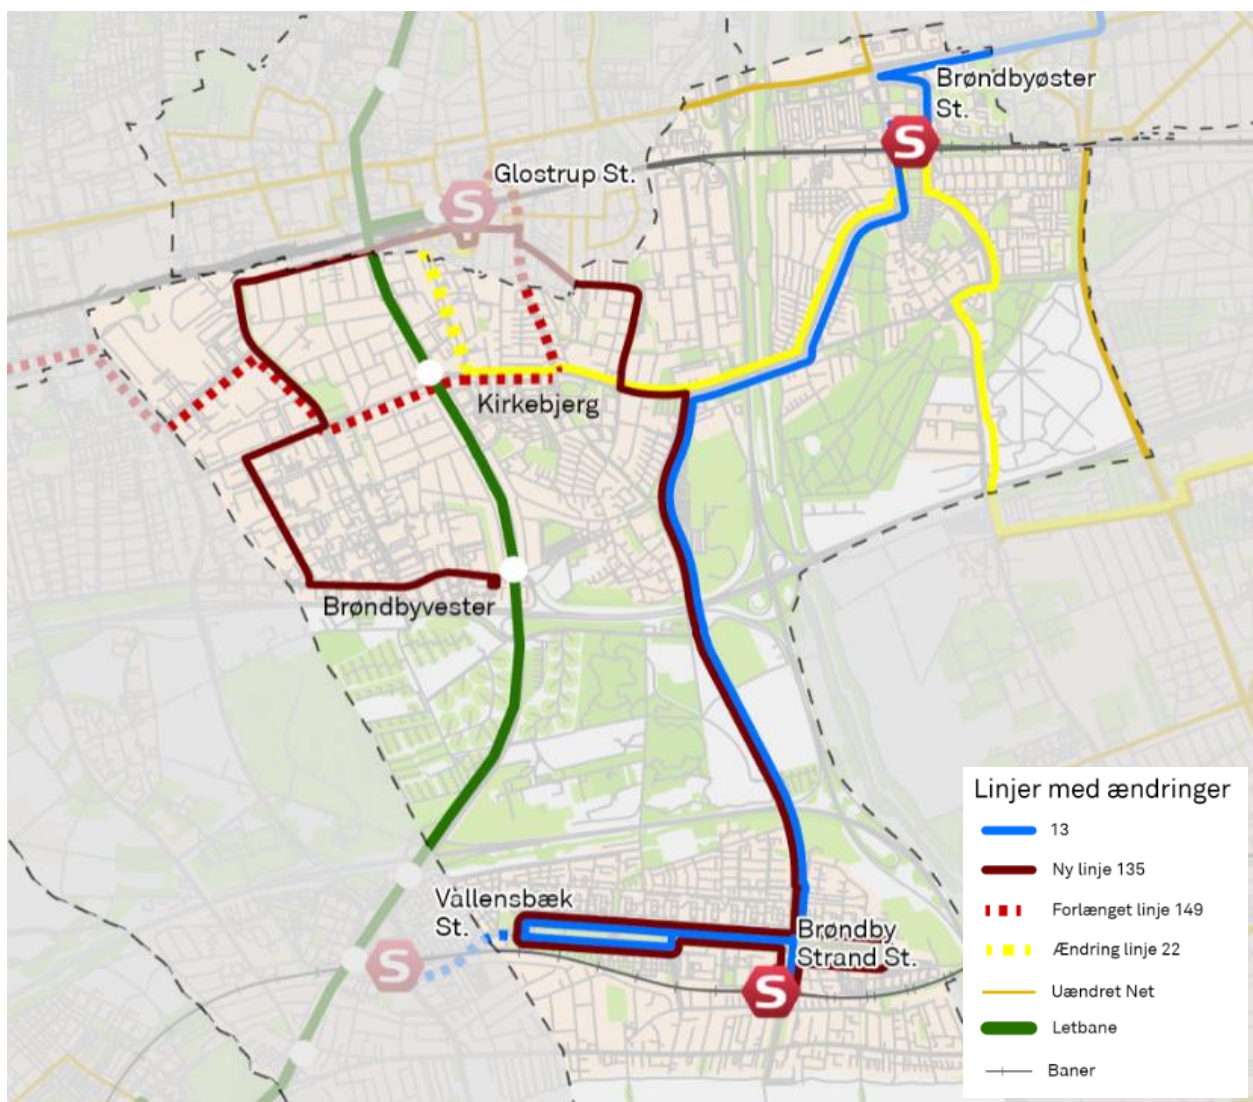 Brøndbyøster
St.
S
Glostrup St.
S
Kirkebjerg
Brøndbyvester
Vallensbæk
St.
S
Brøndby
Strand St.
S
Linjer med ændringer
13
Ny linje 135
Forlænget linje 149
Ændring linje 22
Uændret Net
Letbane
Baner